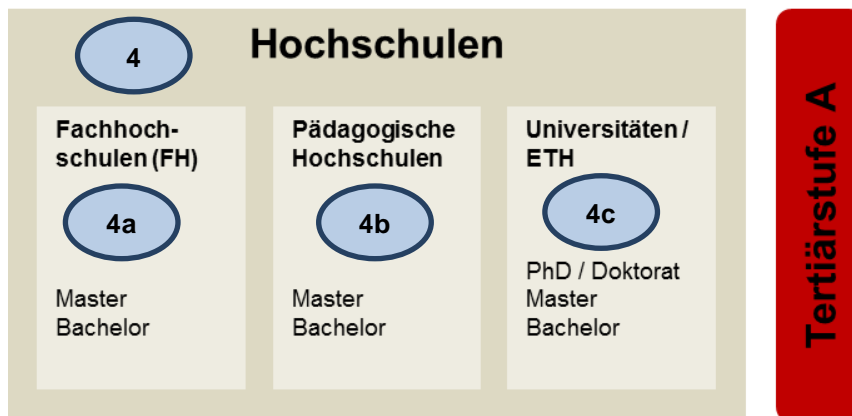 4
Hochschulen
Fachhoch-
schulen (FH)
4a
Master
Bachelor
Pädagogische
Hochschulen
4b
Master
Bachelor
Universitäten /
ETH
4c
PhD / Doktorat
Master
Bachelor
Tertiärstufe A